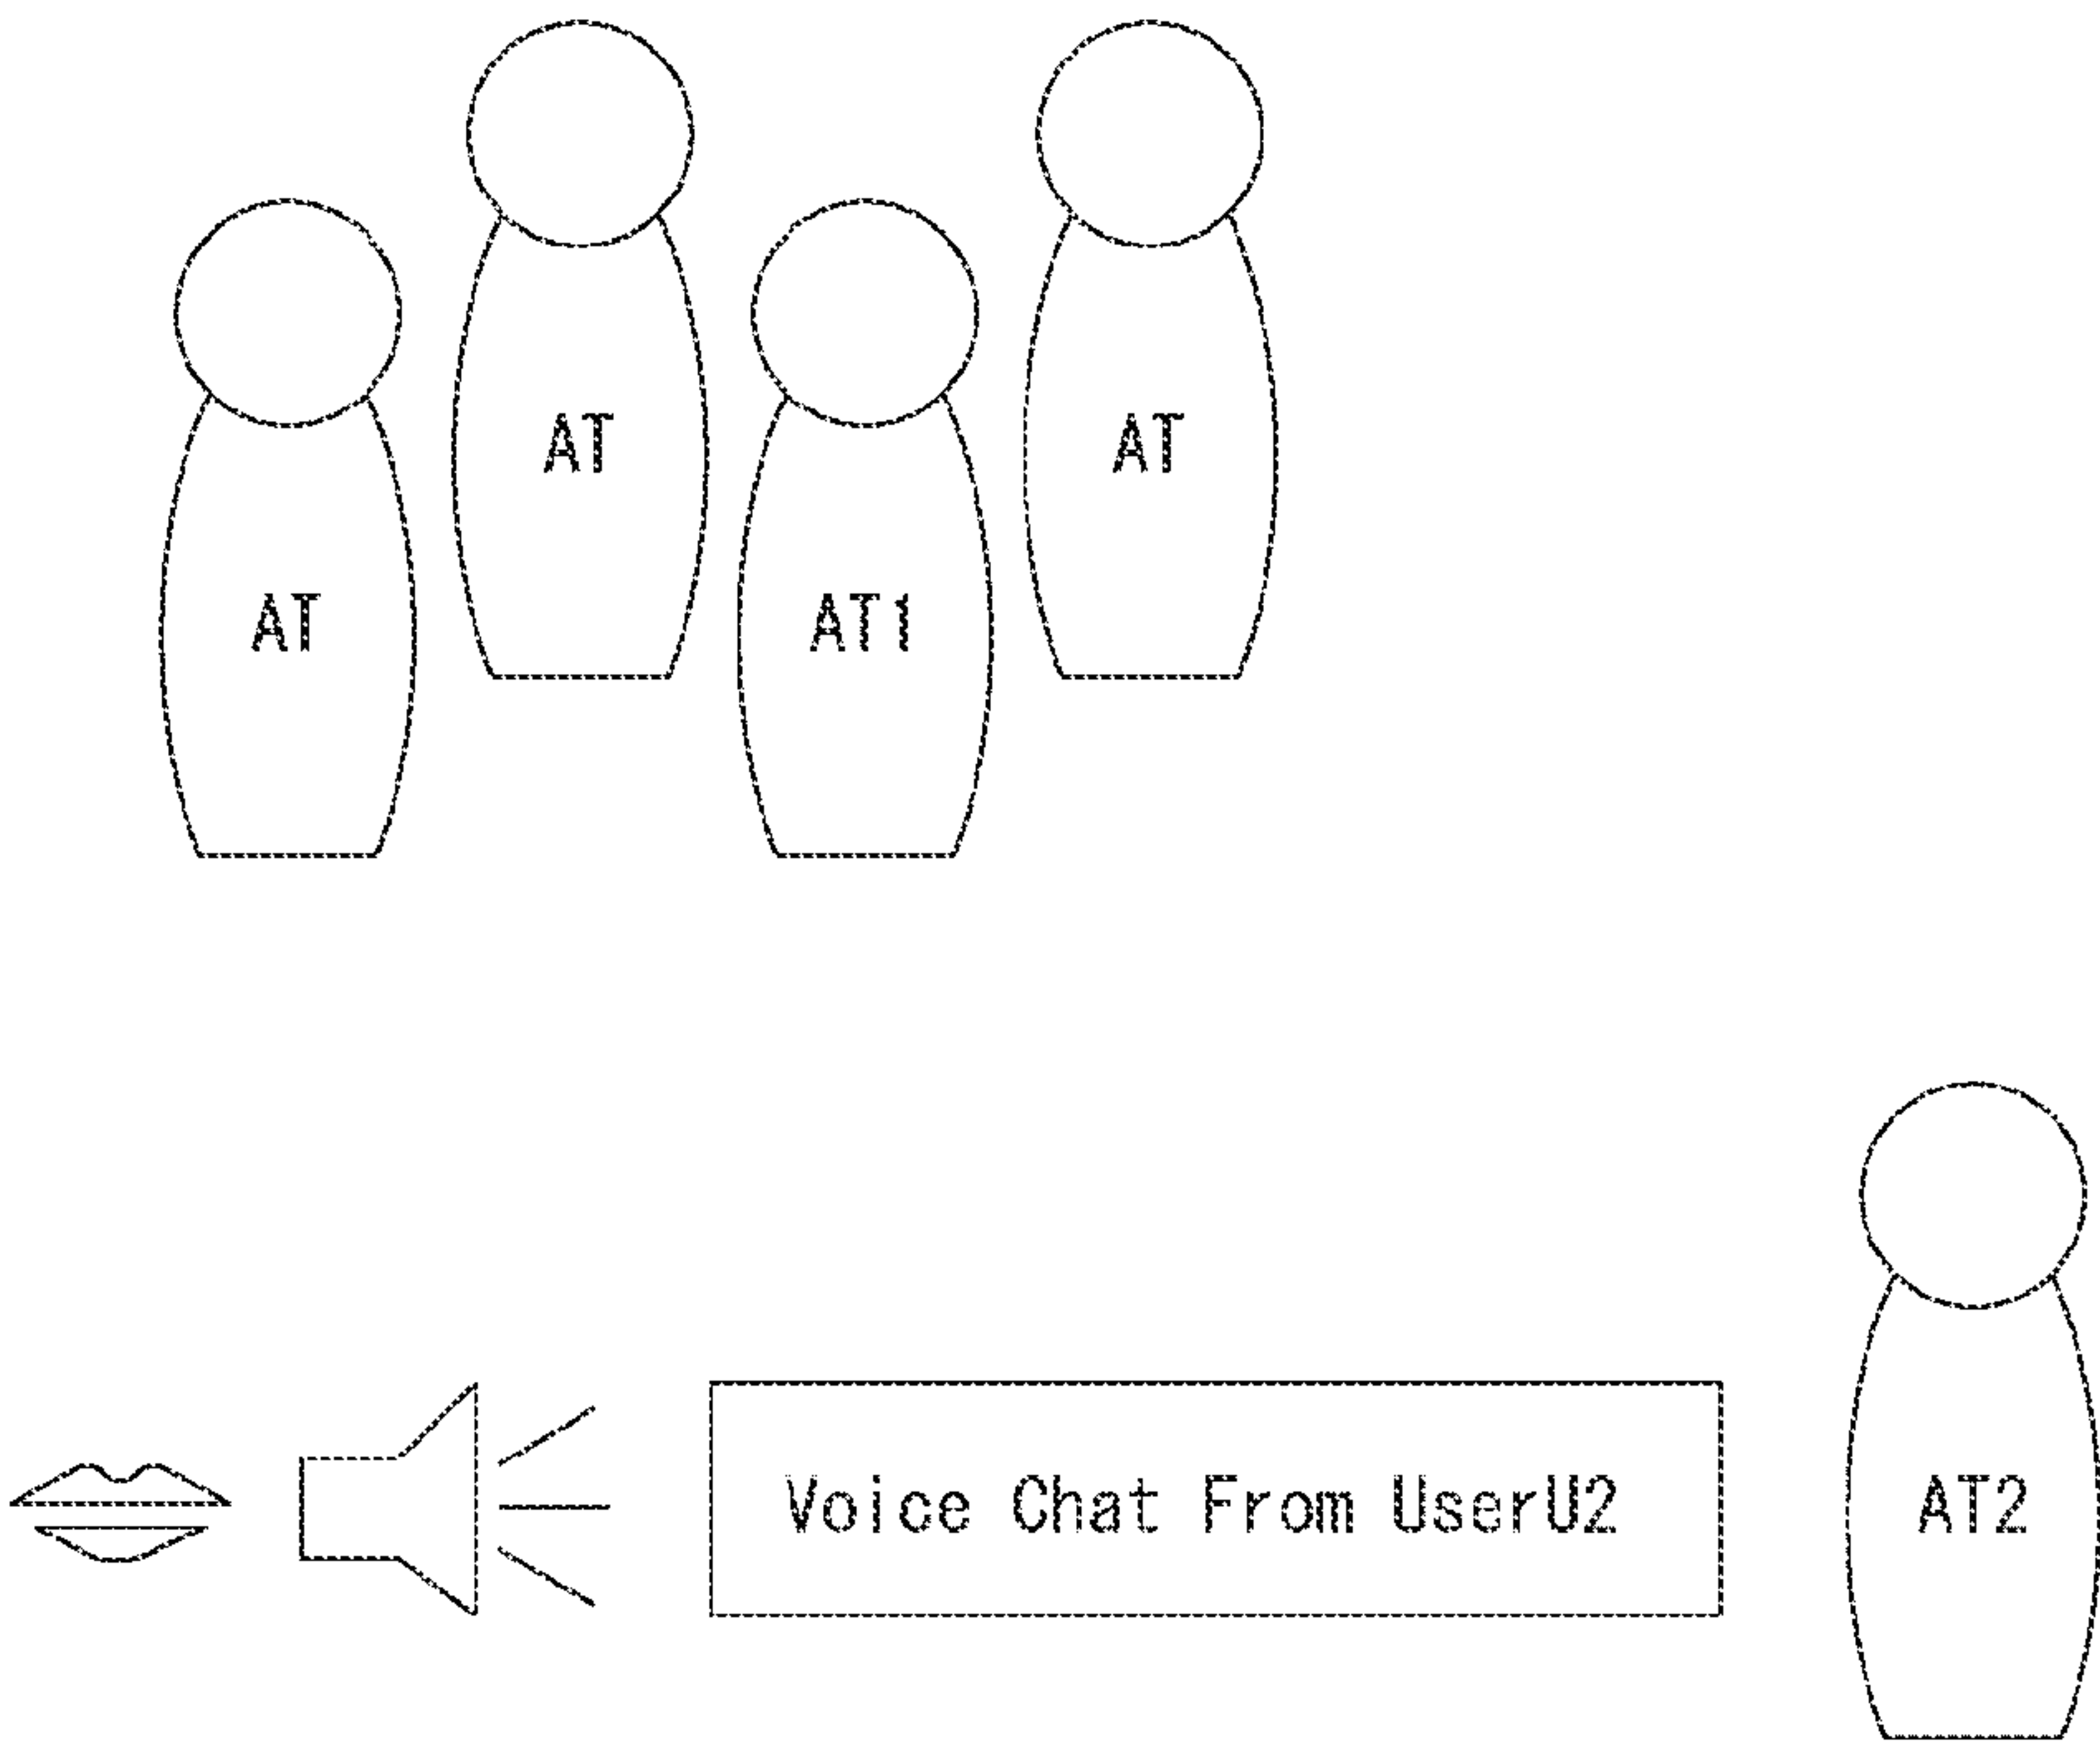 AT
AT
AT
AT1
Voice Chat From UserU2
AT2